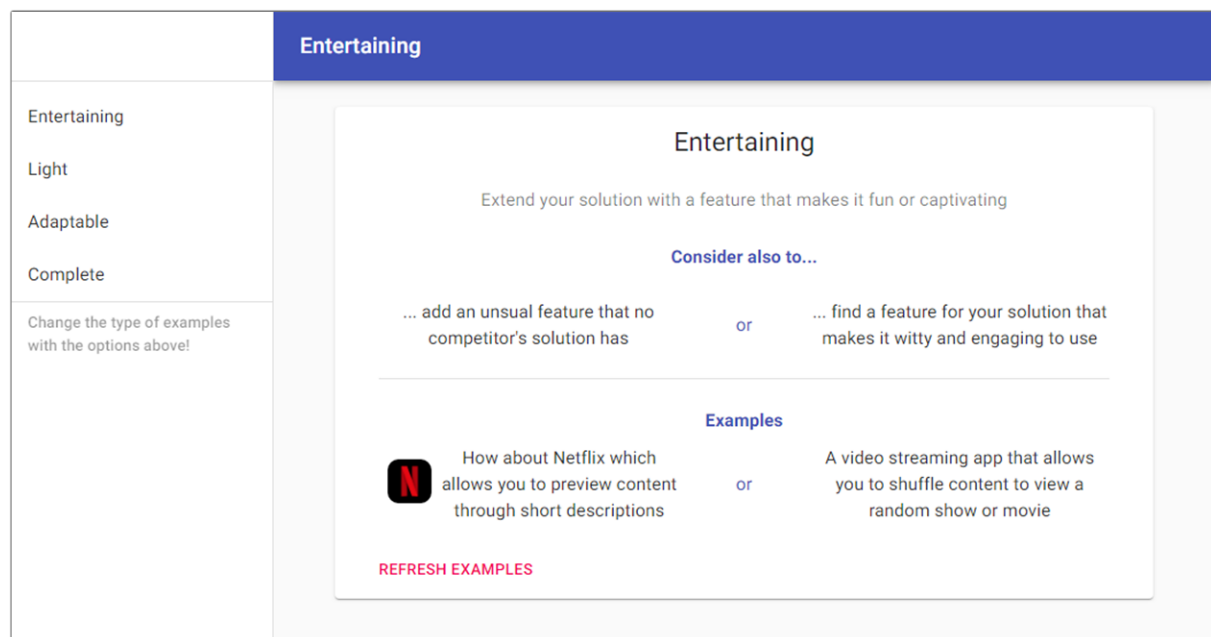 Entertaining
Entertaining
Light
Adaptable
Complete
Change the type of examples
with the options above!
Entertaining
Extend your solution with a feature that makes it fun or captivating
Consider also to...
... add an unusual feature that no
competitor's solution has
or
... find a feature for your solution that
makes it witty and engaging to use
Examples
N
How about Netflix which
allows you to preview content
through short descriptions
or
A video streaming app that allows
you to shuffle content to view a
random show or movie
REFRESH EXAMPLES